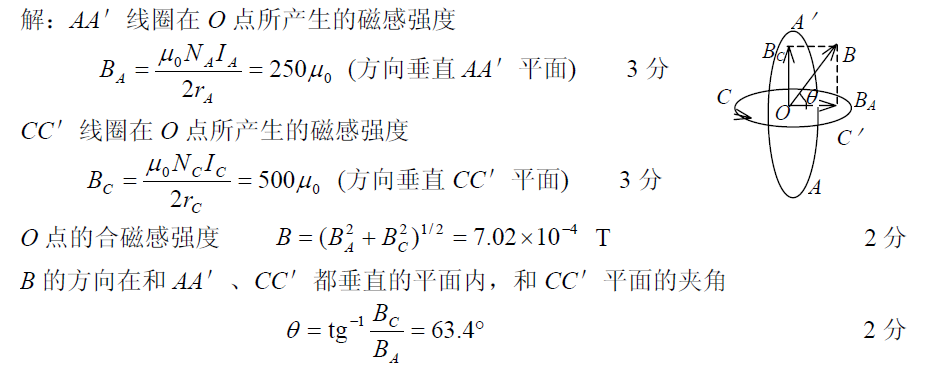 解：AA′ 线圈在 O 点所产生的磁感强度
B_A = μ₀N_A I_A / 2r_A = 250μ₀ (方向垂直 AA′ 平面) 3 分
CC′ 线圈在 O 点所产生的磁感强度
B_C = μ₀N_C I_C / 2r_C = 500μ₀ (方向垂直 CC′ 平面) 3 分
O 点的合磁感强度 B = (B_A² + B_C²)^{1/2} = 7.02×10⁻⁴ T 2 分
B 的方向在和 AA′ 、CC′ 都垂直的平面内，和 CC′ 平面的夹角
θ = tg⁻¹ B_C / B_A = 63.4° 2 分
A′
B_C
B
C
θ
B_A
O
C′
A